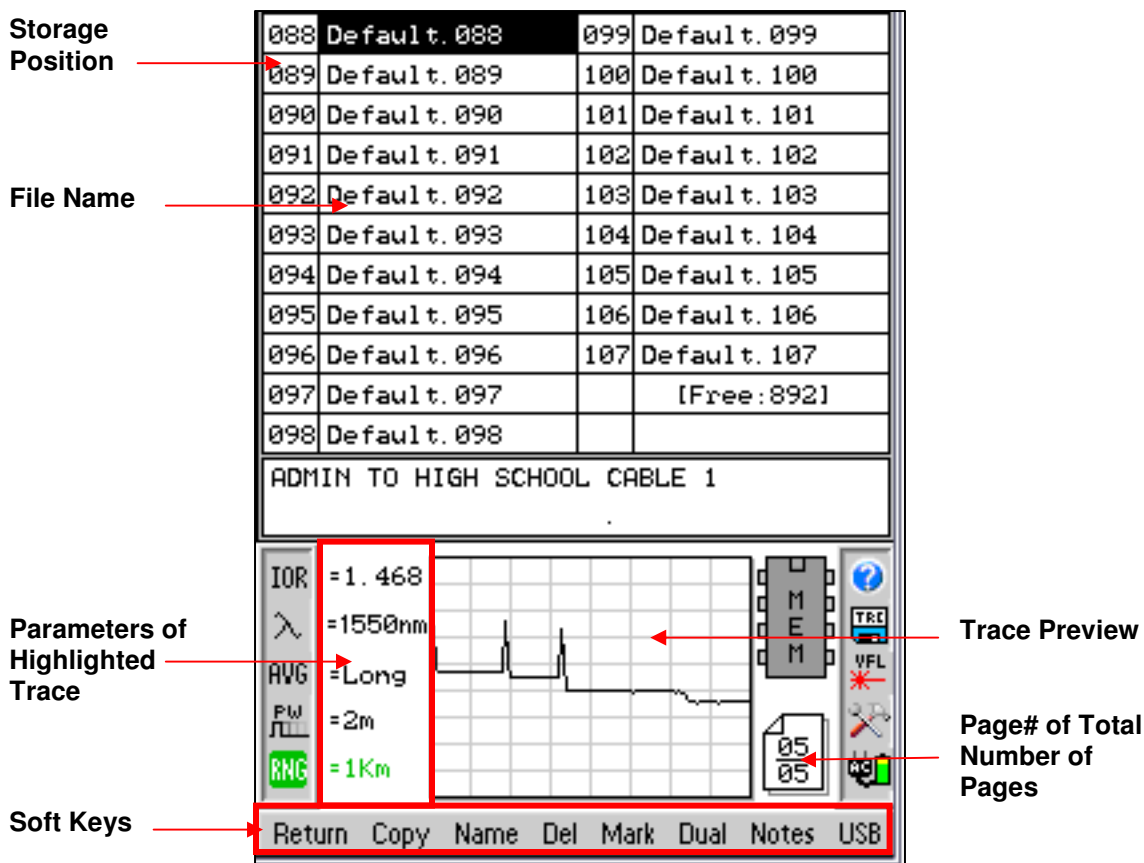 Storage
Position
File Name
Parameters of
Highlighted
Trace
Soft Keys
088 Default.088 099 Default.099
089 Default.089 100 Default.100
090 Default.090 101 Default.101
091 Default.091 102 Default.102
092 Default.092 103 Default.103
093 Default.093 104 Default.104
094 Default.094 105 Default.105
095 Default.095 106 Default.106
096 Default.096 107 Default.107
097 Default.097 [Free:892]
098 Default.098
ADMIN TO HIGH SCHOOL CABLE 1
IOR =1.468
λ =1550nm
AVG =Long
PW =2m
RNG =1Km
MEM
05
05
?
TRC
VFL
AC
Return Copy Name Del Mark Dual Notes USB
Trace Preview
Page# of Total
Number of
Pages